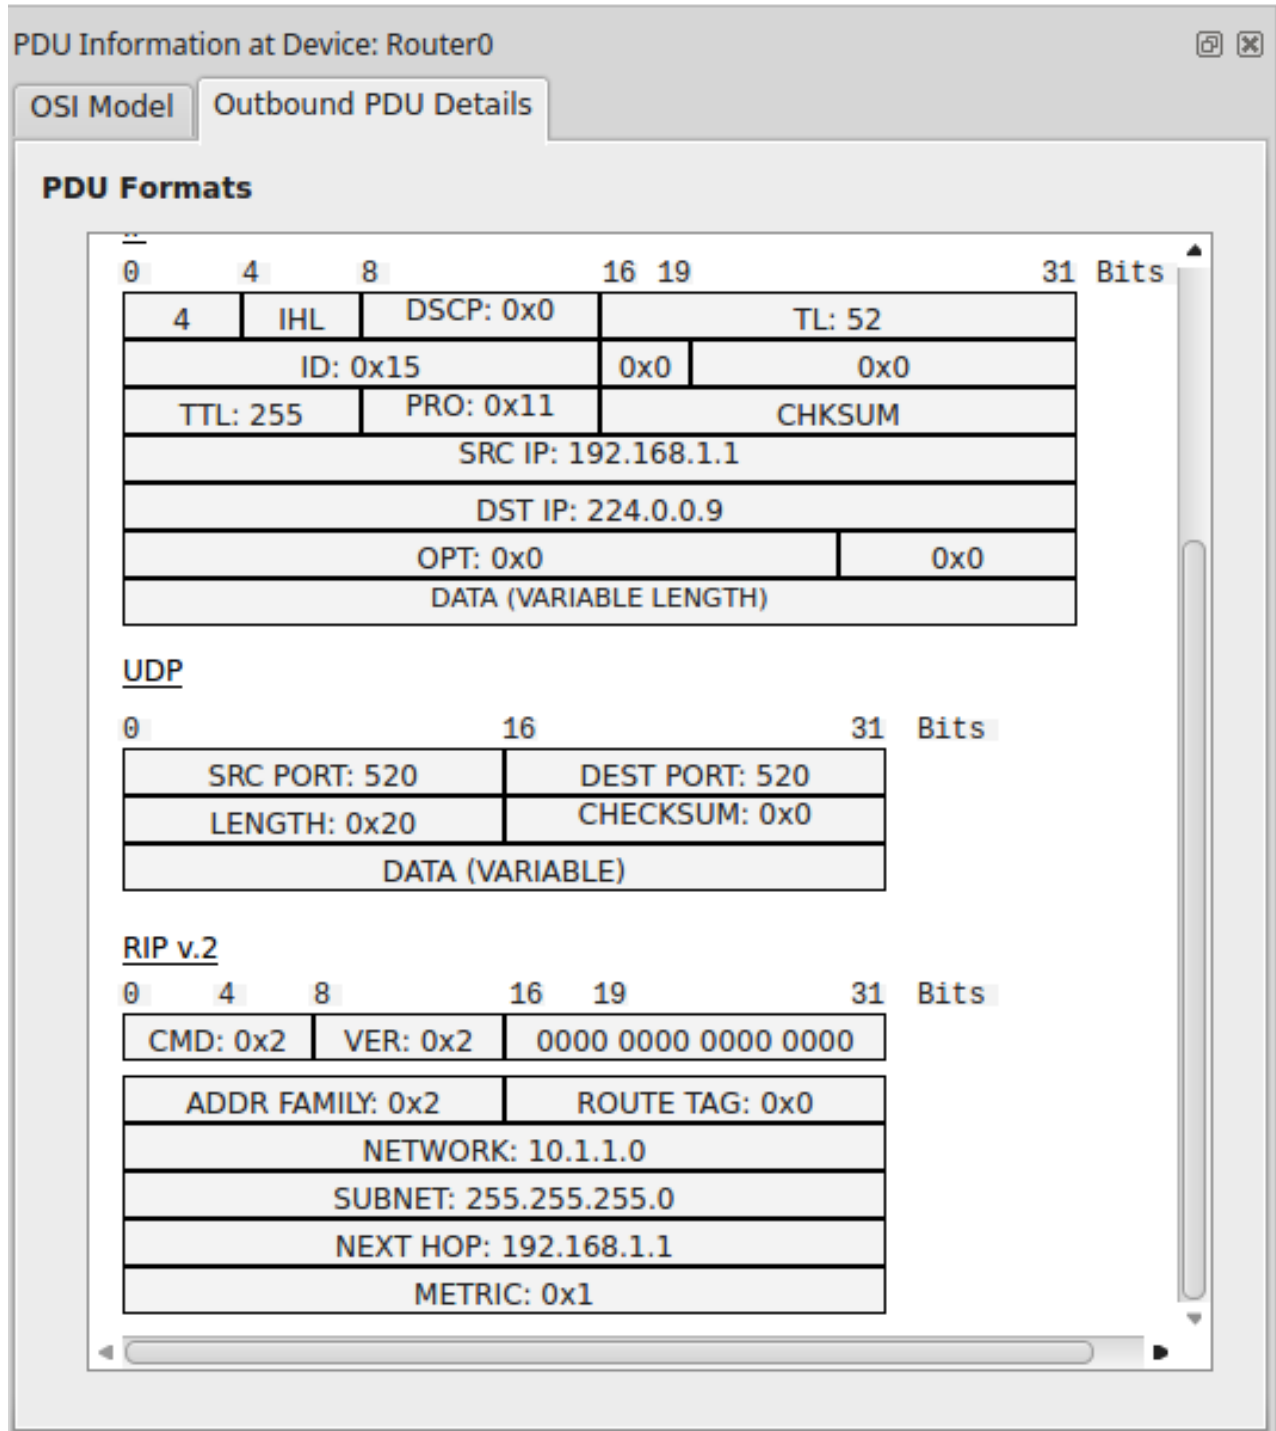 PDU Information at Device: Router0
OSI Model Outbound PDU Details
PDU Formats
0 4 8 16 19 31 Bits
4 IHL DSCP: 0x0 TL: 52
ID: 0x15 0x0 0x0
TTL: 255 PRO: 0x11 CHKSUM
SRC IP: 192.168.1.1
DST IP: 224.0.0.9
OPT: 0x0 0x0
DATA (VARIABLE LENGTH)
UDP
0 16 31 Bits
SRC PORT: 520 DEST PORT: 520
LENGTH: 0x20 CHECKSUM: 0x0
DATA (VARIABLE)
RIP v.2
0 4 8 16 19 31 Bits
CMD: 0x2 VER: 0x2 0000 0000 0000 0000
ADDR FAMILY: 0x2 ROUTE TAG: 0x0
NETWORK: 10.1.1.0
SUBNET: 255.255.255.0
NEXT HOP: 192.168.1.1
METRIC: 0x1